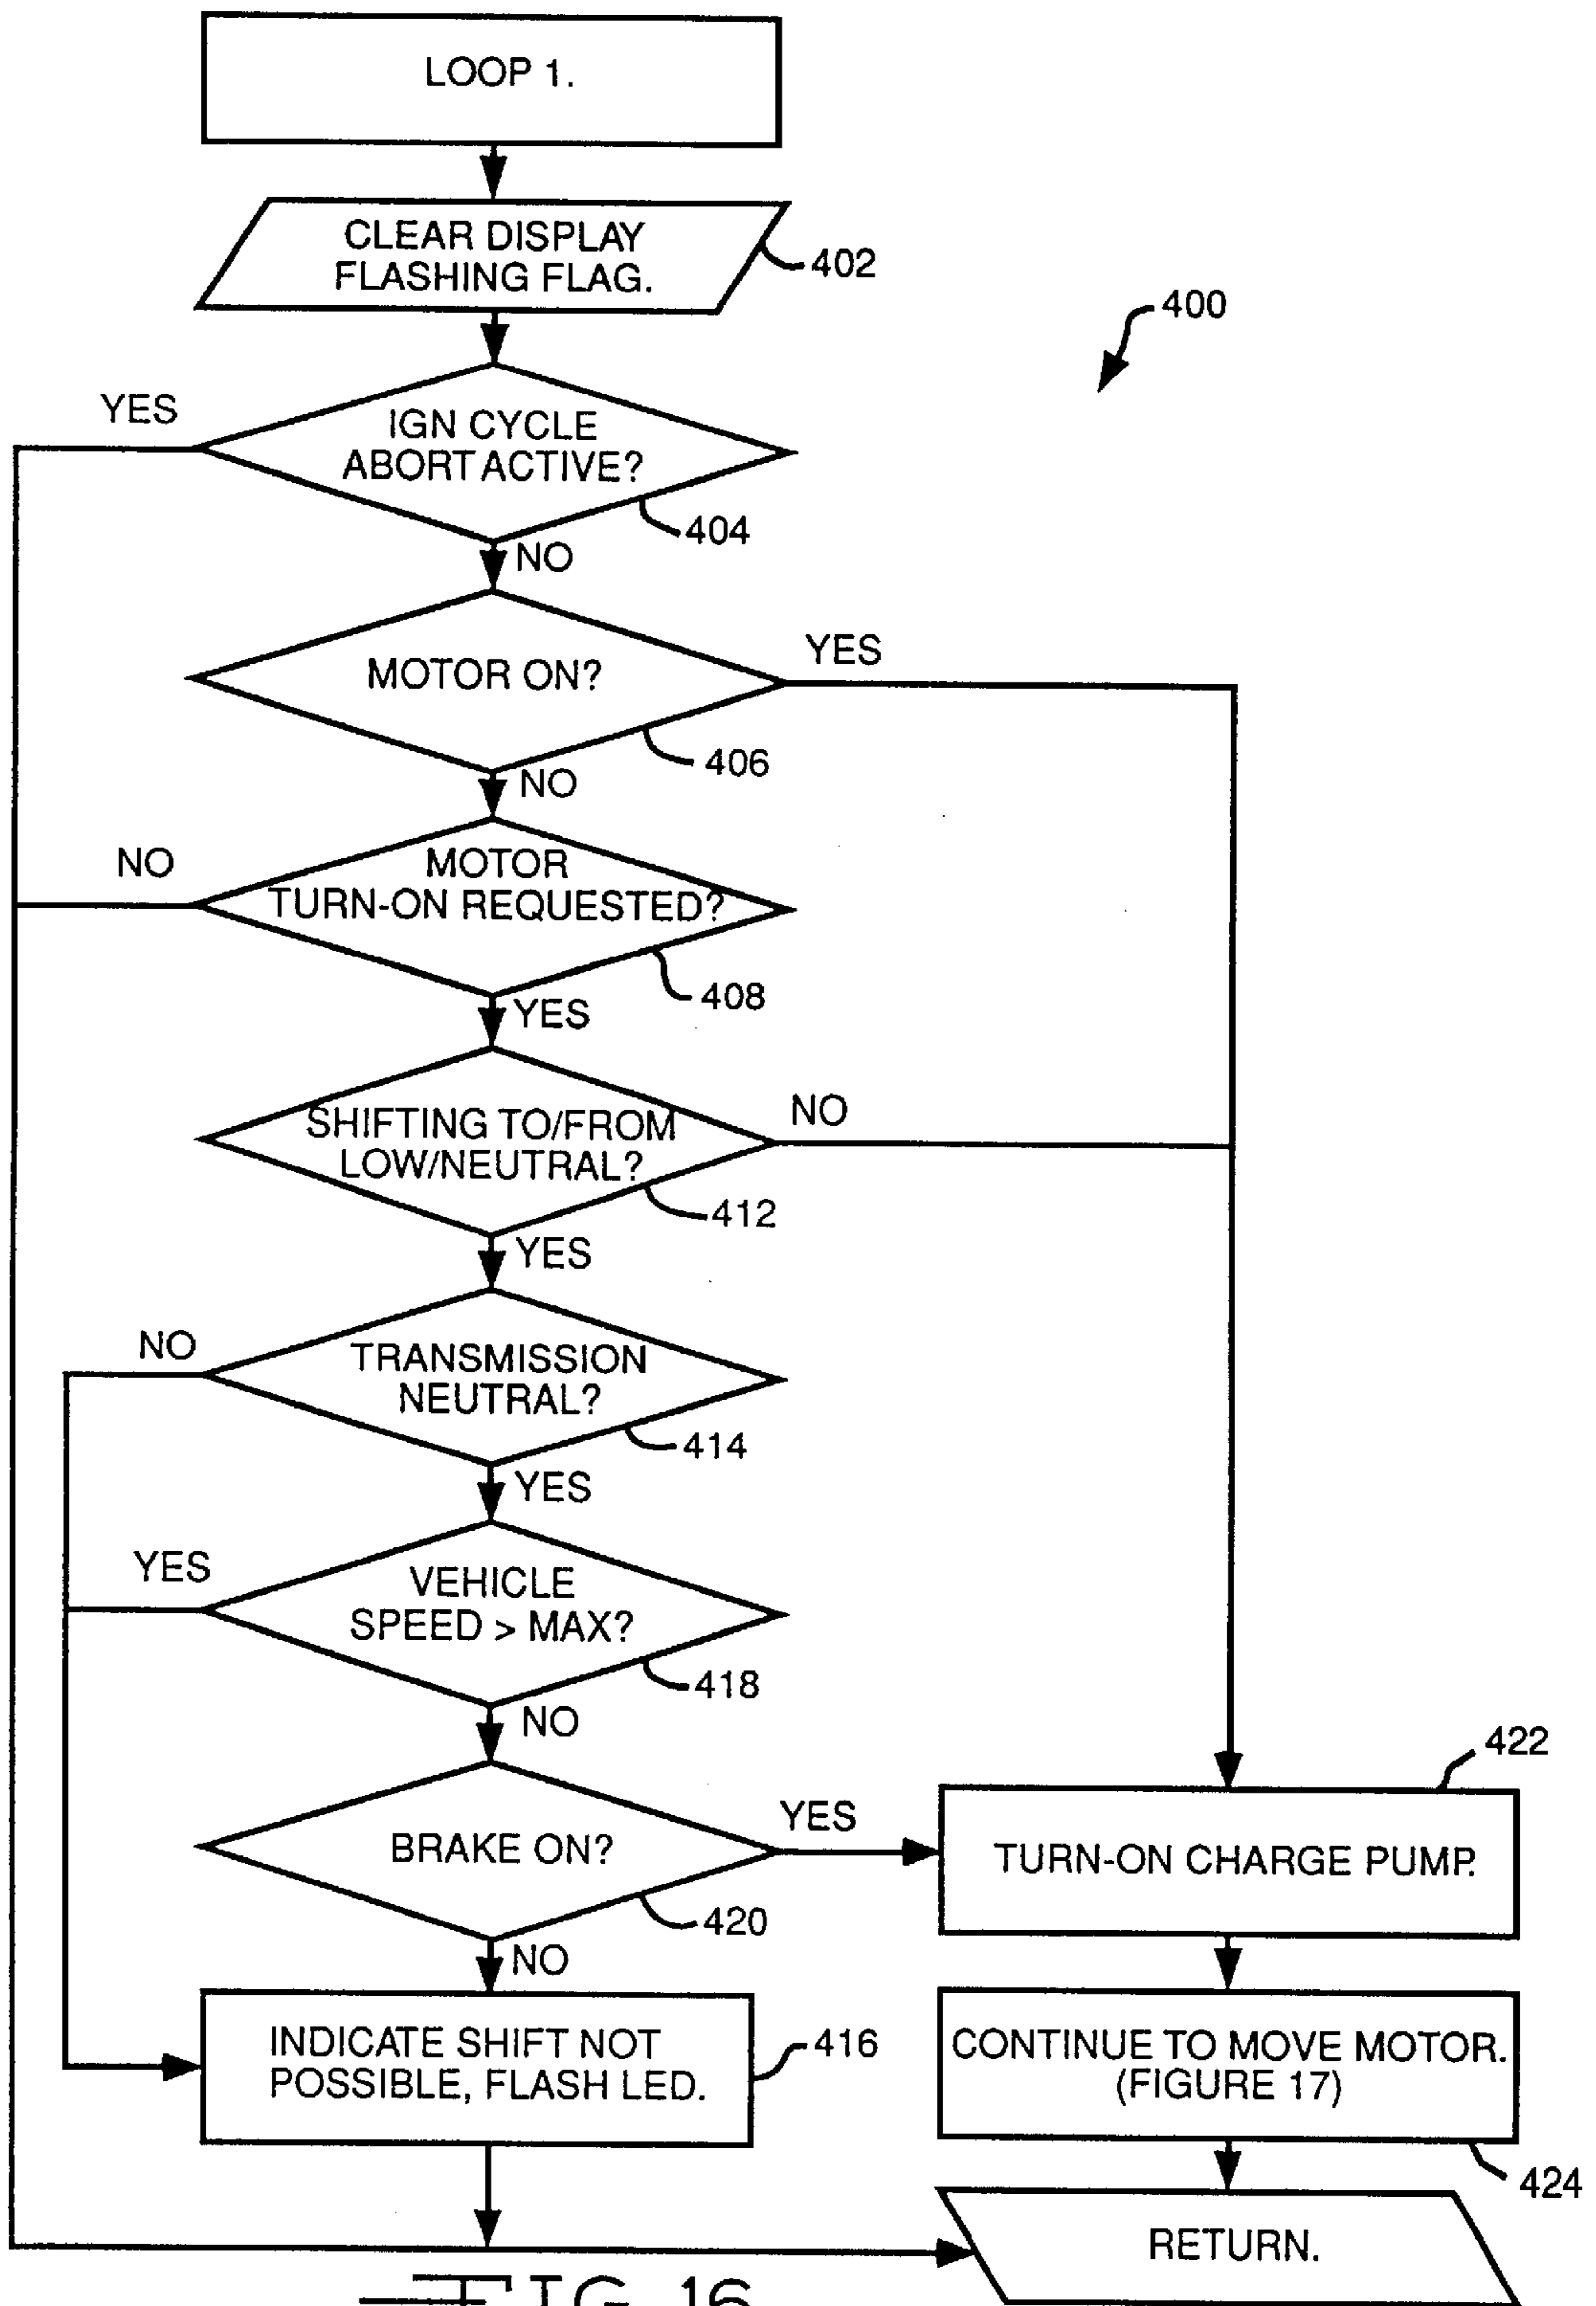 LOOP 1.
CLEAR DISPLAY
FLASHING FLAG.
402
400
YES
IGN CYCLE
ABORT ACTIVE?
404
NO
MOTOR ON?
YES
406
NO
NO
MOTOR
TURN-ON REQUESTED?
408
YES
SHIFTING TO/FROM
LOW/NEUTRAL?
NO
412
YES
NO
TRANSMISSION
NEUTRAL?
414
YES
YES
VEHICLE
SPEED > MAX?
418
NO
BRAKE ON?
YES
420
NO
422
TURN-ON CHARGE PUMP.
INDICATE SHIFT NOT
POSSIBLE, FLASH LED.
416
CONTINUE TO MOVE MOTOR.
(FIGURE 17)
424
RETURN.
FIG. 16